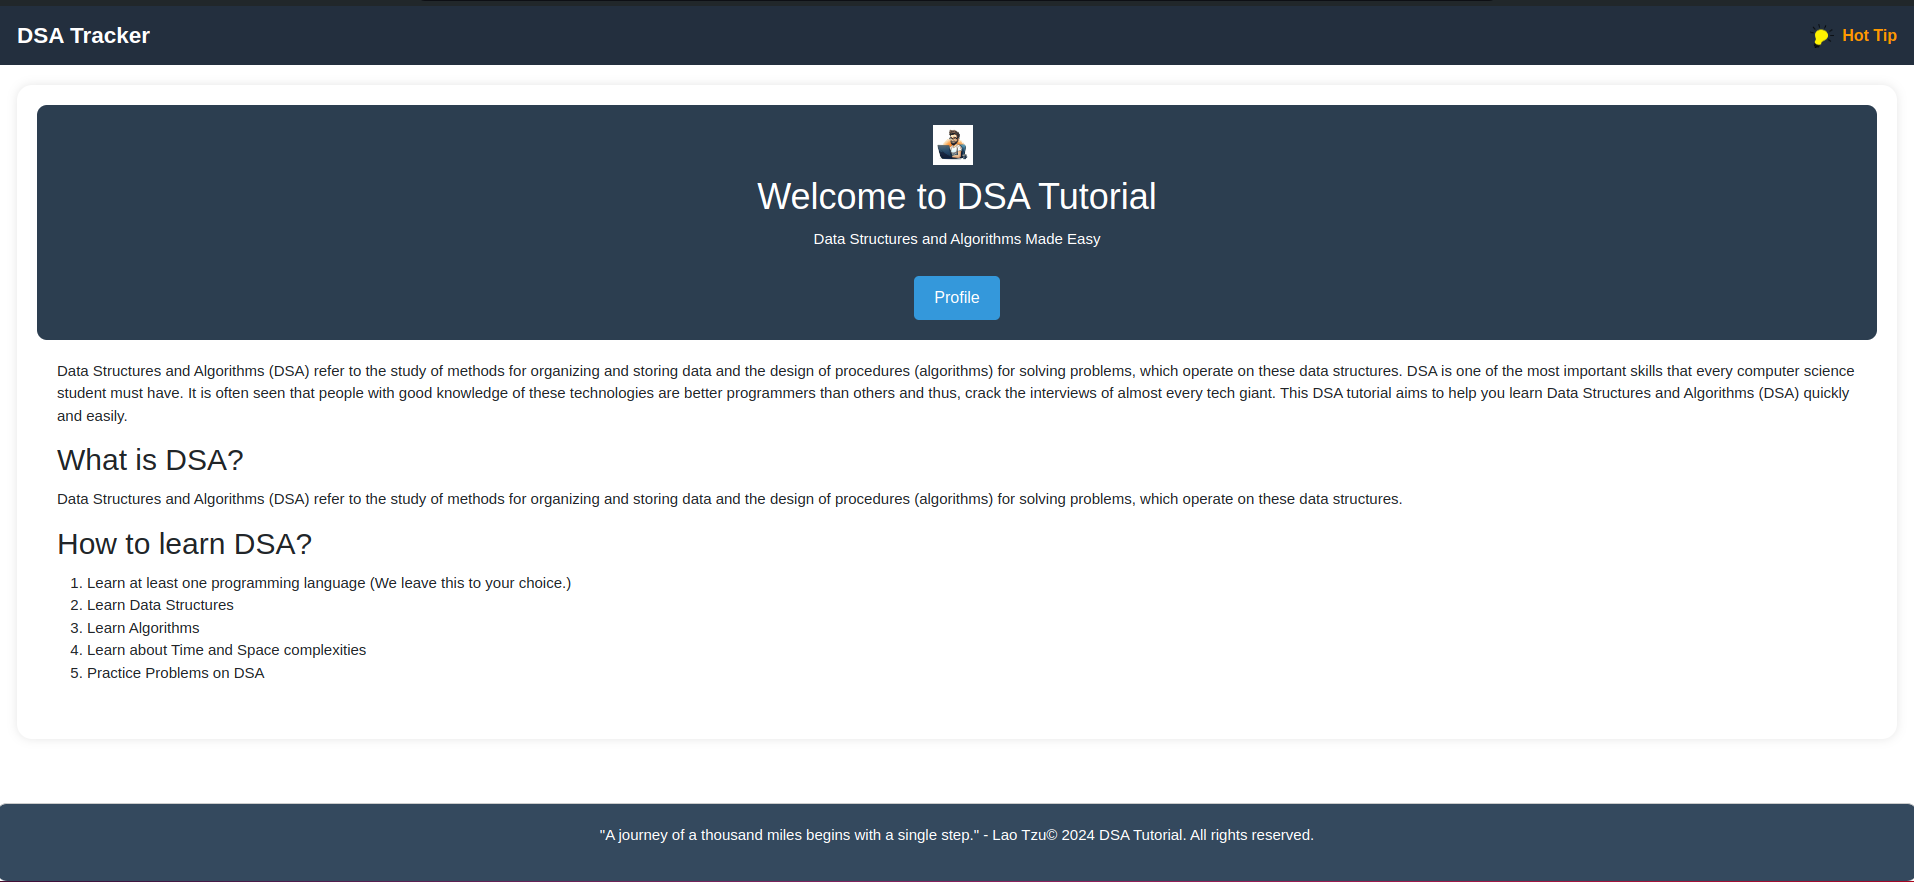 DSA Tracker
Hot Tip
Welcome to DSA Tutorial
Data Structures and Algorithms Made Easy
Profile
Data Structures and Algorithms (DSA) refer to the study of methods for organizing and storing data and the design of procedures (algorithms) for solving problems, which operate on these data structures. DSA is one of the most important skills that every computer science
student must have. It is often seen that people with good knowledge of these technologies are better programmers than others and thus, crack the interviews of almost every tech giant. This DSA tutorial aims to help you learn Data Structures and Algorithms (DSA) quickly
and easily.
What is DSA?
Data Structures and Algorithms (DSA) refer to the study of methods for organizing and storing data and the design of procedures (algorithms) for solving problems, which operate on these data structures.
How to learn DSA?
1. Learn at least one programming language (We leave this to your choice.)
2. Learn Data Structures
3. Learn Algorithms
4. Learn about Time and Space complexities
5. Practice Problems on DSA
"A journey of a thousand miles begins with a single step." - Lao Tzu© 2024 DSA Tutorial. All rights reserved.